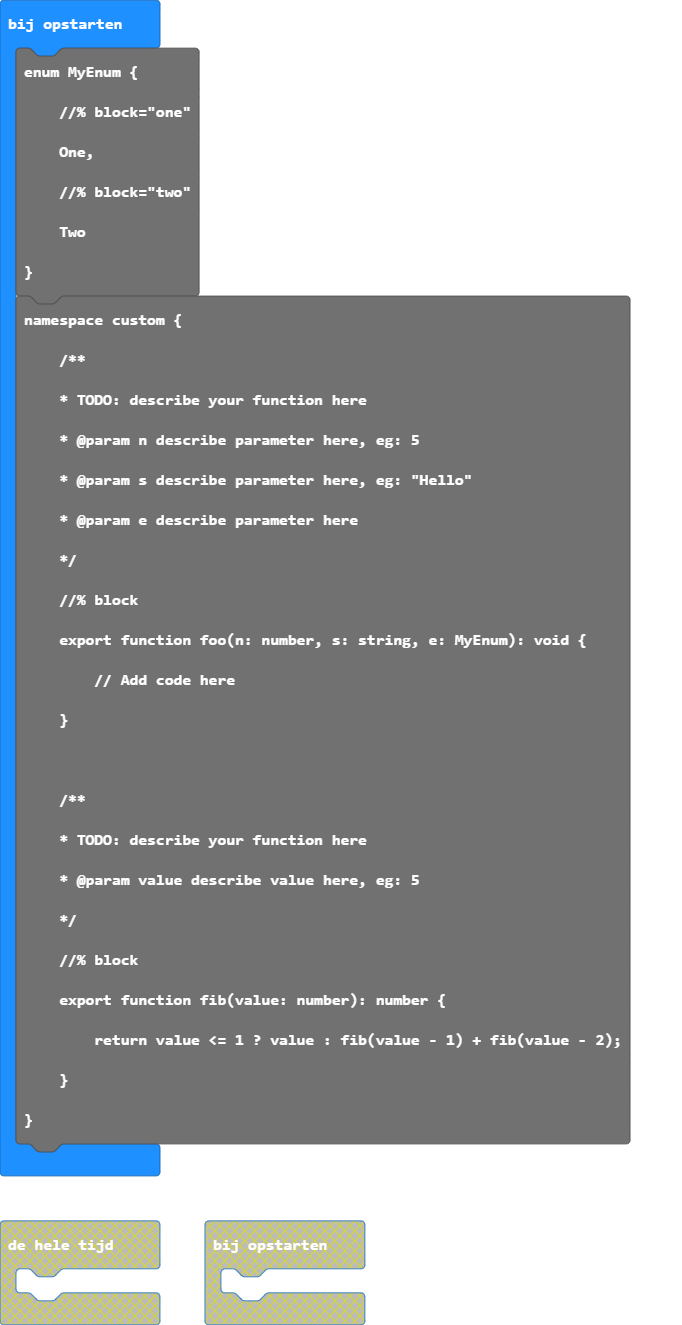 bij opstarten
enum MyEnum {
//% block="one"
One,
//% block="two"
Two
}
namespace custom {
/**
* TODO: describe your function here
* @param n describe parameter here, eg: 5
* @param s describe parameter here, eg: "Hello"
* @param e describe parameter here
*/
//% block
export function foo(n: number, s: string, e: MyEnum): void {
// Add code here
}
/**
* TODO: describe your function here
* @param value describe value here, eg: 5
*/
//% block
export function fib(value: number): number {
return value <= 1 ? value : fib(value - 1) + fib(value - 2);
}
}
de hele tijd
bij opstarten